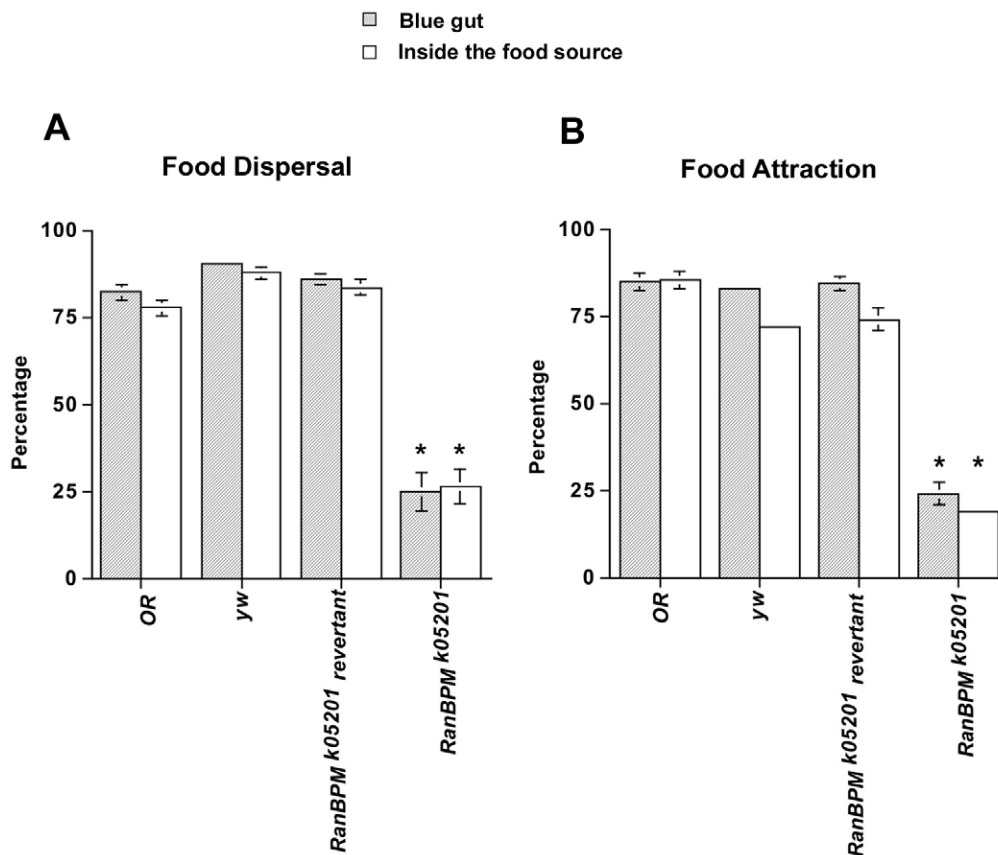 Blue gut
Inside the food source
A
Food Dispersal
100
75
50
25
0
Percentage
* *
OR
yw
RanBPM k05201 revertant
RanBPM k05201
B
Food Attraction
100
75
50
25
0
Percentage
* *
OR
yw
RanBPM k05201 revertant
RanBPM k05201